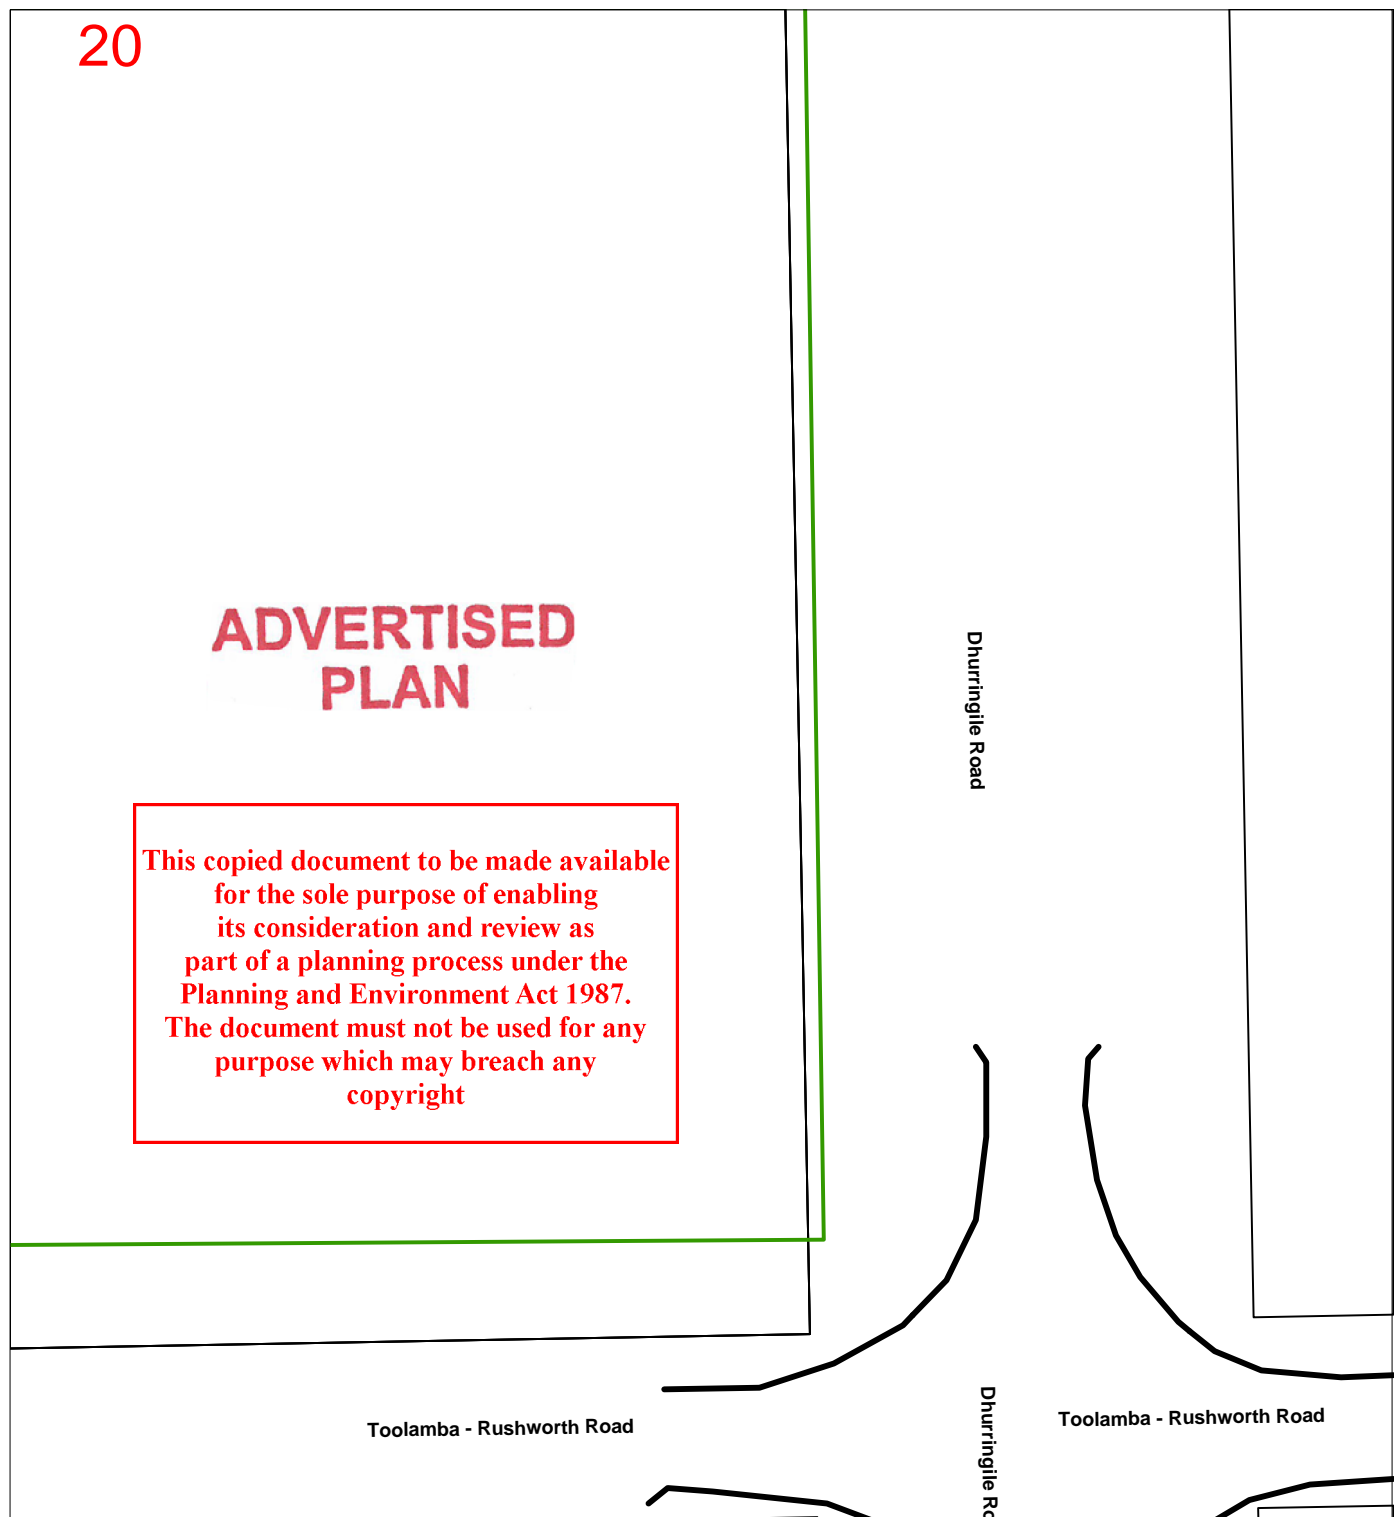 20
ADVERTISED
PLAN
Dhurringile Road
This copied document to be made available
for the sole purpose of enabling
its consideration and review as
part of a planning process under the
Planning and Environment Act 1987.
The document must not be used for any
purpose which may breach any
copyright
Toolamba - Rushworth Road
Toolamba - Rushworth Road
Dhurringile